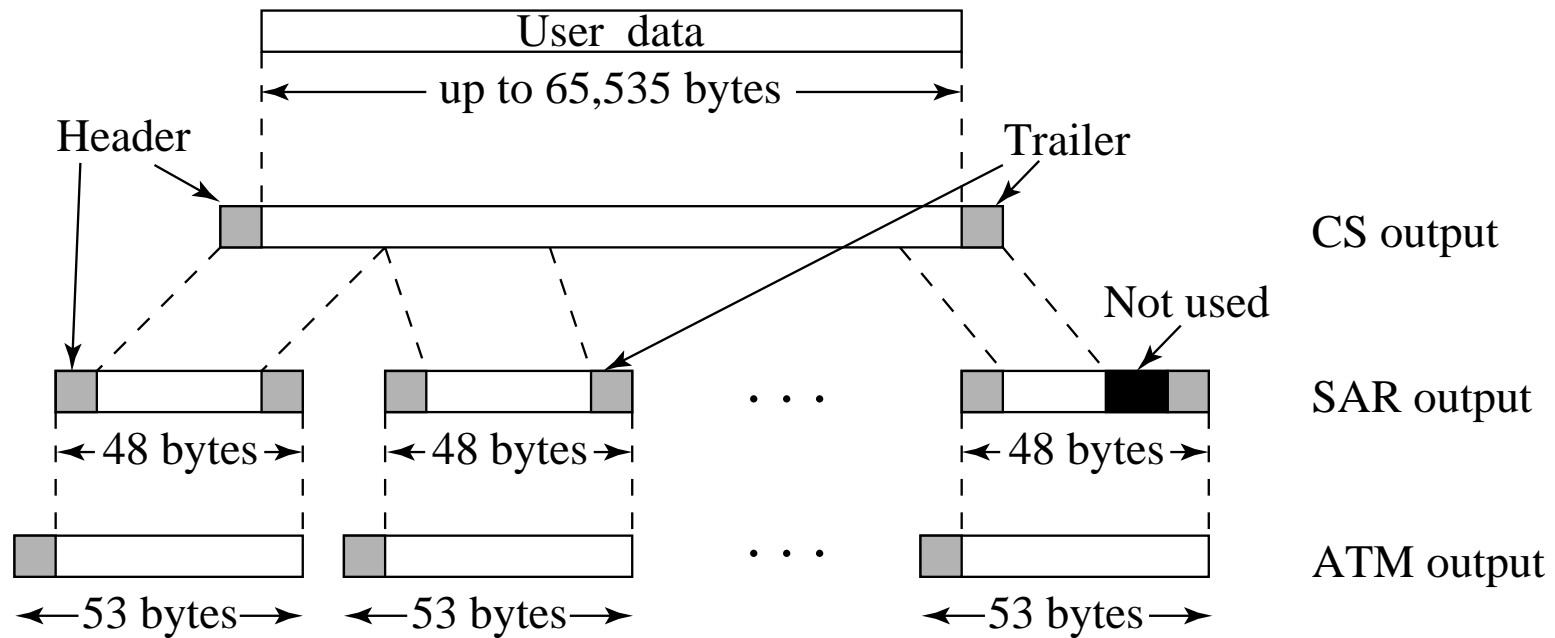 User data
up to 65,535 bytes
Header
Trailer
CS output
Not used
. . .
SAR output
48 bytes
48 bytes
48 bytes
. . .
ATM output
53 bytes
53 bytes
53 bytes